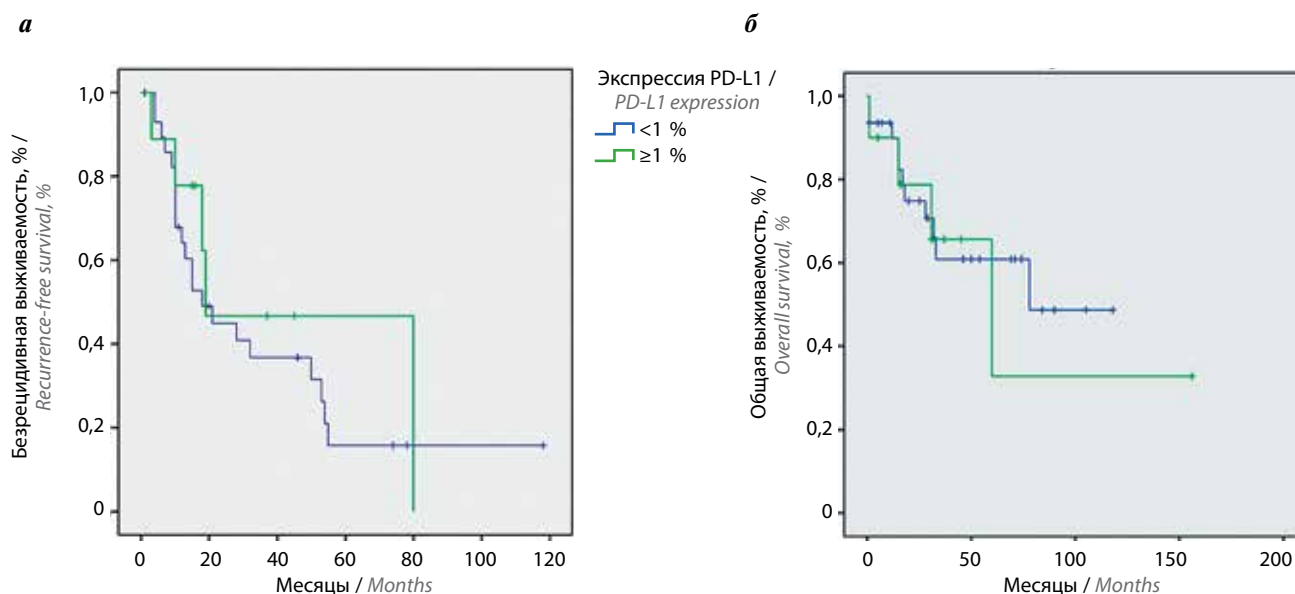 а
б
Безрецидивная выживаемость, % /
Recurrence-free survival, %
1,0
0,8
0,6
0,4
0,2
0
0 20 40 60 80 100 120
Месяцы / Months
Экспрессия PD-L1 /
PD-L1 expression
<1 %
≥1 %
Общая выживаемость, % /
Overall survival, %
1,0
0,8
0,6
0,4
0,2
0
0 50 100 150 200
Месяцы / Months